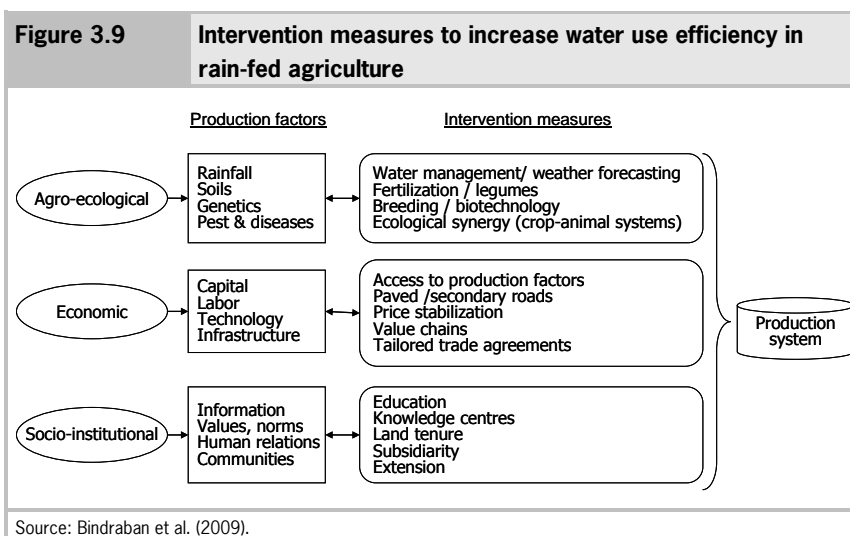 Figure 3.9
Intervention measures to increase water use efficiency in
rain-fed agriculture
Production factors
Intervention measures
Agro-ecological
Rainfall
Soils
Genetics
Pest & diseases
Water management/ weather forecasting
Fertilization / legumes
Breeding / biotechnology
Ecological synergy (crop-animal systems)
Economic
Capital
Labor
Technology
Infrastructure
Access to production factors
Paved /secondary roads
Price stabilization
Value chains
Tailored trade agreements
Socio-institutional
Information
Values, norms
Human relations
Communities
Education
Knowledge centres
Land tenure
Subsidiarity
Extension
Production
system
Source: Bindraban et al. (2009).